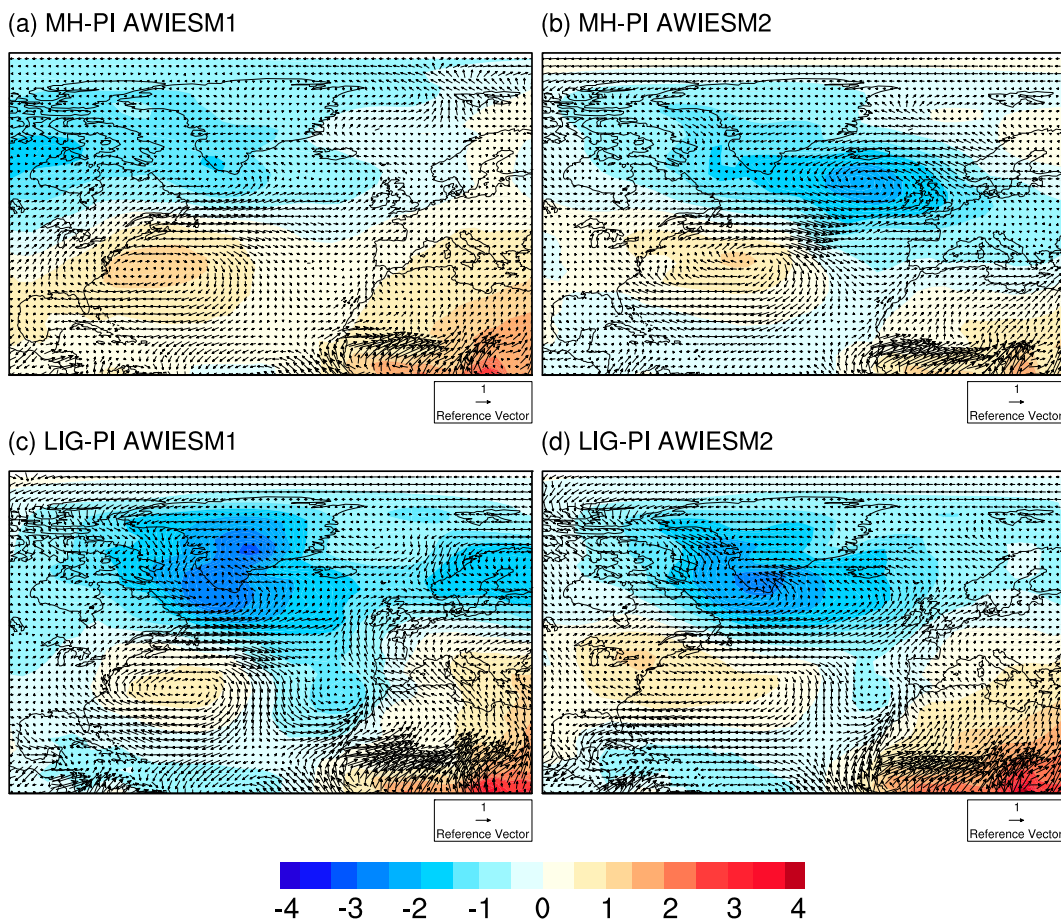 (a) MH-PI AWIESM1
(b) MH-PI AWIESM2
1
Reference Vector
1
Reference Vector
(c) LIG-PI AWIESM1
(d) LIG-PI AWIESM2
1
Reference Vector
1
Reference Vector
-4 -3 -2 -1 0 1 2 3 4